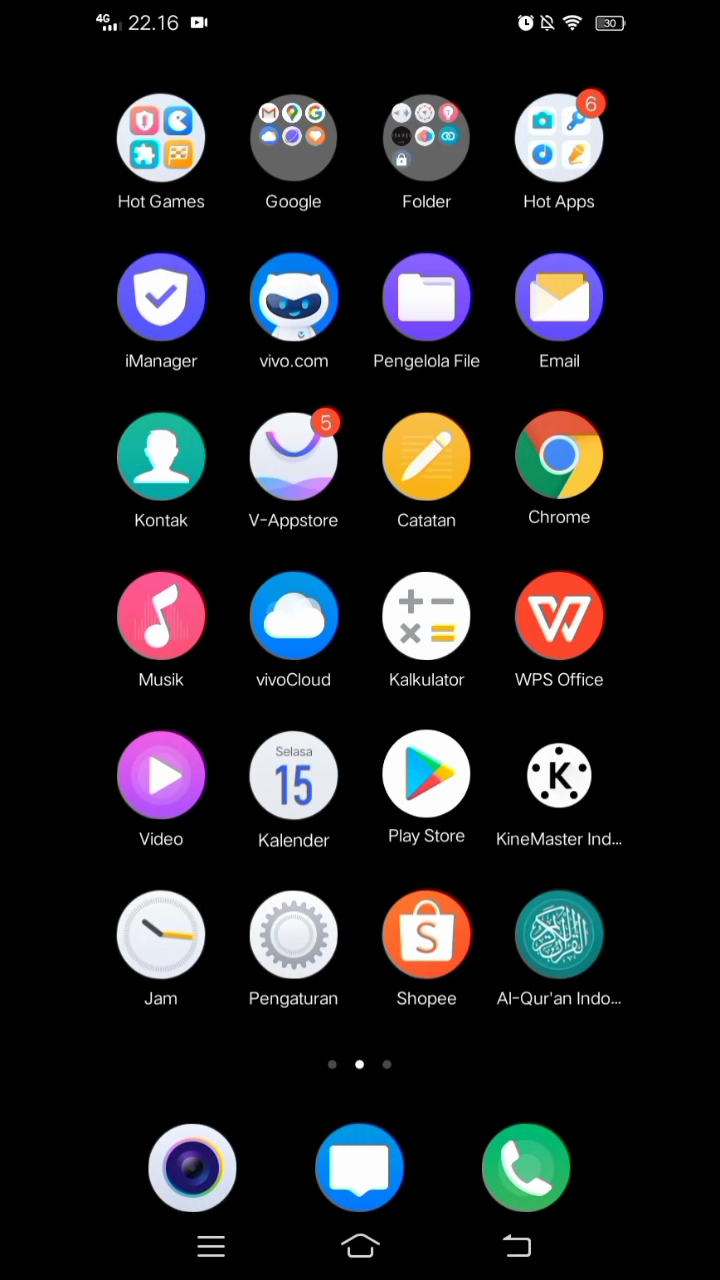 4G 22.16 30
6
Hot Games Google Folder Hot Apps
iManager vivo.com Pengelola File Email
5
Kontak V-Appstore Catatan Chrome
Musik vivoCloud Kalkulator WPS Office
Selasa
15
K
Video Kalender Play Store KineMaster Ind...
S
Jam Pengaturan Shopee Al-Qur'an Indo...